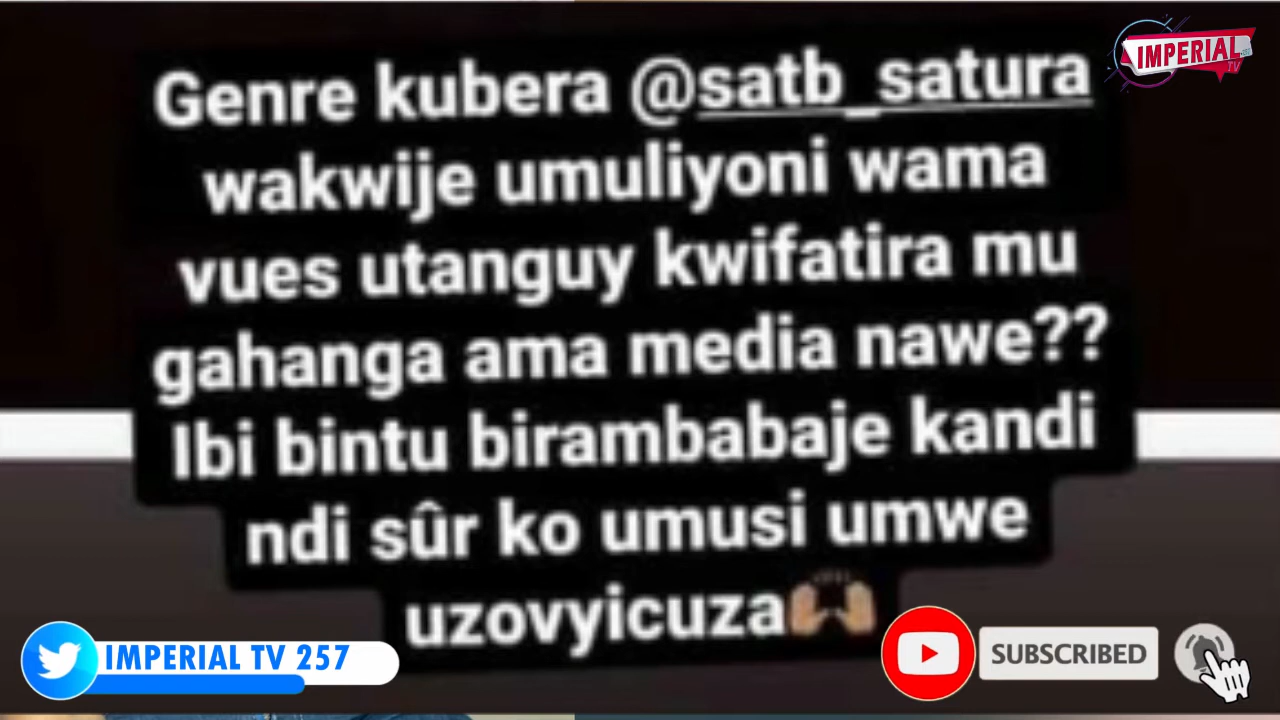 IMPERIAL
TV
Genre kubera @satb_satura
wakwije umuliyoni wama
vues utanguy kwifatira mu
gahanga ama media nawe??
Ibi bintu birambabaje kandi
ndi sûr ko umusi umwe
uzovyicuza🙌🏽
IMPERIAL TV 257
SUBSCRIBED